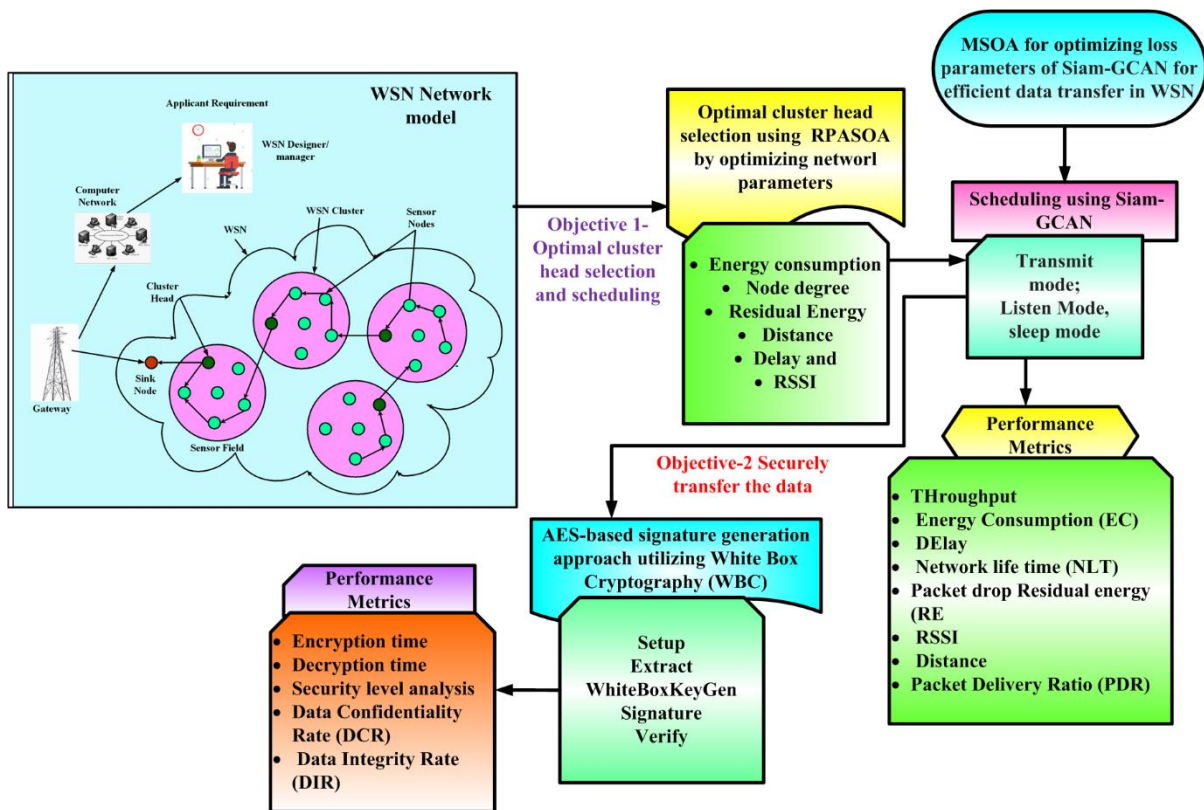 WSN Network
model
Applicant Requirement
WSN Designer/
manager
Computer
Network
WSN Cluster
Sensor
Nodes
WSN
Cluster
Head
Sink
Node
Gateway
Sensor Field
Objective 1-
Optimal cluster
head selection
and scheduling
Optimal cluster head
selection using RPASOA
by optimizing networl
parameters
• Energy consumption
• Node degree
• Residual Energy
• Distance
• Delay and
• RSSI
MSOA for optimizing loss
parameters of Siam-GCAN for
efficient data transfer in WSN
Scheduling using Siam-
GCAN
Transmit
mode;
Listen Mode,
sleep mode
Performance
Metrics
• THroughput
• Energy Consumption (EC)
• DElay
• Network life time (NLT)
• Packet drop Residual energy
(RE
• RSSI
• Distance
• Packet Delivery Ratio (PDR)
Objective-2 Securely
transfer the data
AES-based signature generation
approach utilizing White Box
Cryptography (WBC)
Setup
Extract
WhiteBoxKeyGen
Signature
Verify
Performance
Metrics
• Encryption time
• Decryption time
• Security level analysis
• Data Confidentiality
Rate (DCR)
• Data Integrity Rate
(DIR)